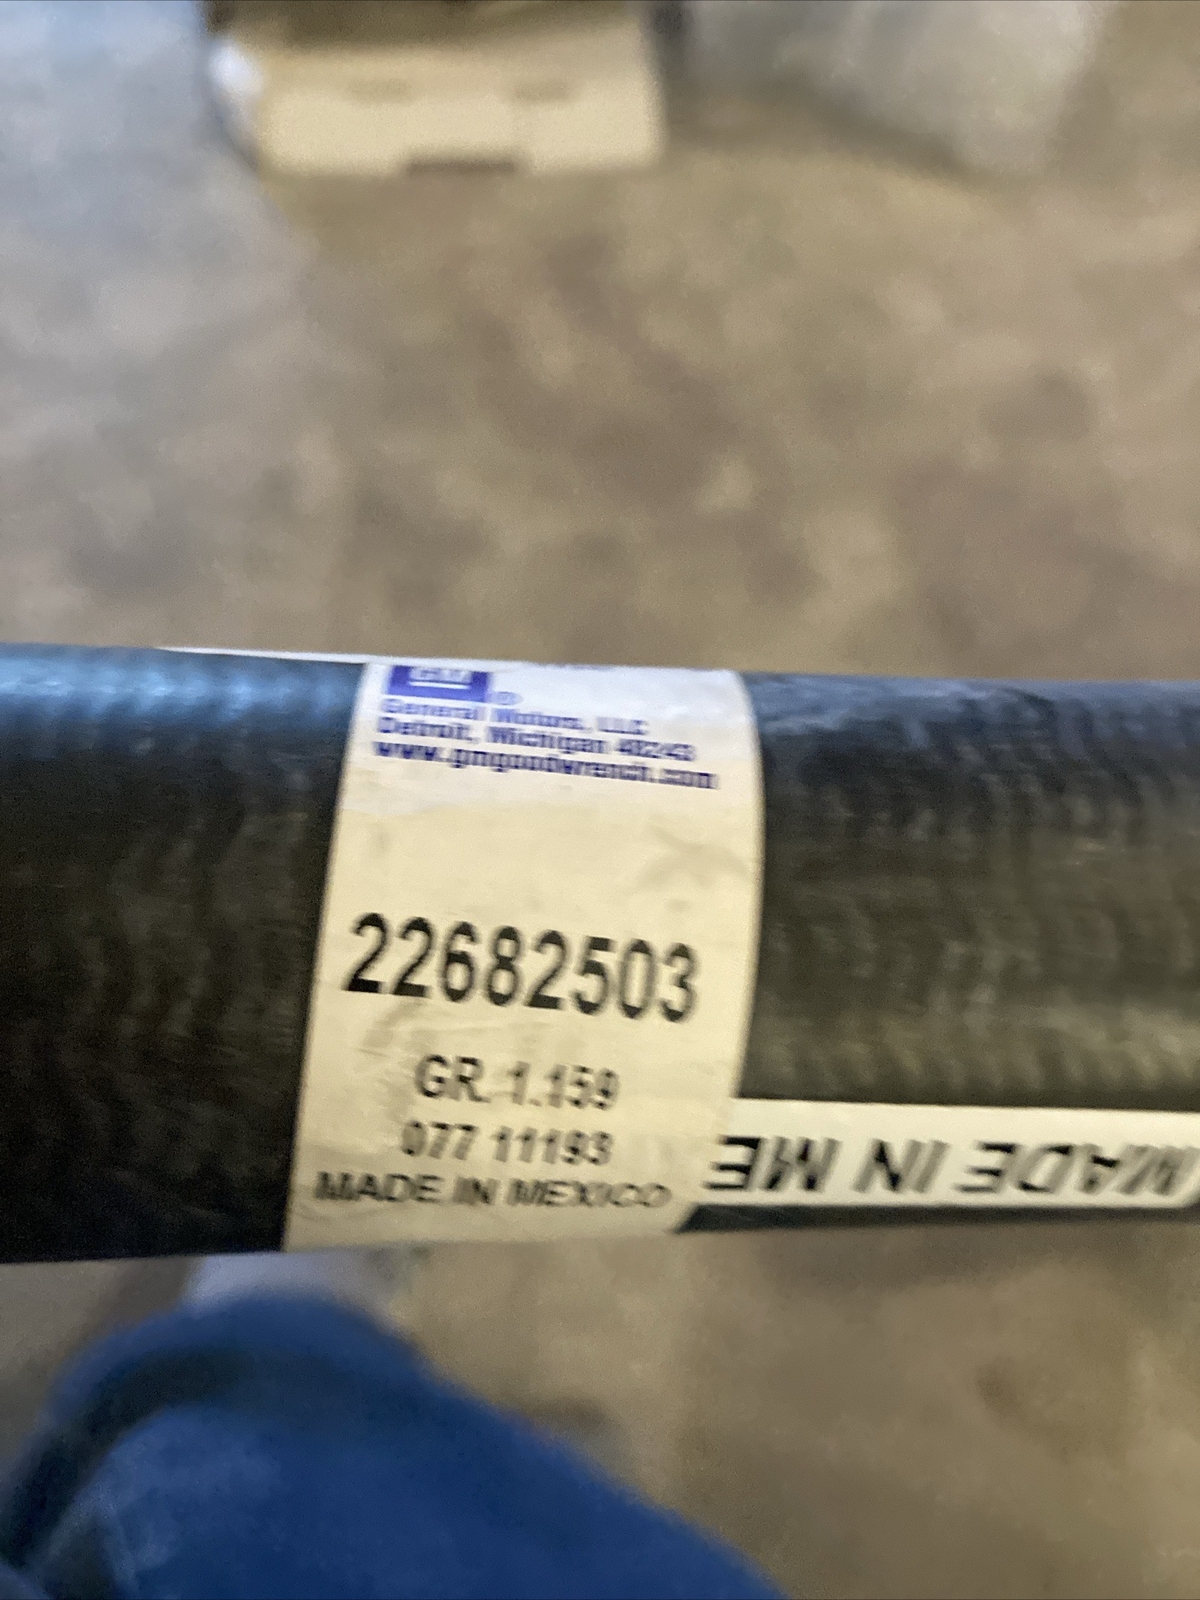 GM®
General Motors, LLC
Detroit, Michigan 48243
www.gmgoodwrench.com
22682503
GR. 1.159
077 11193
MADE IN MEXICO
MADE IN ME